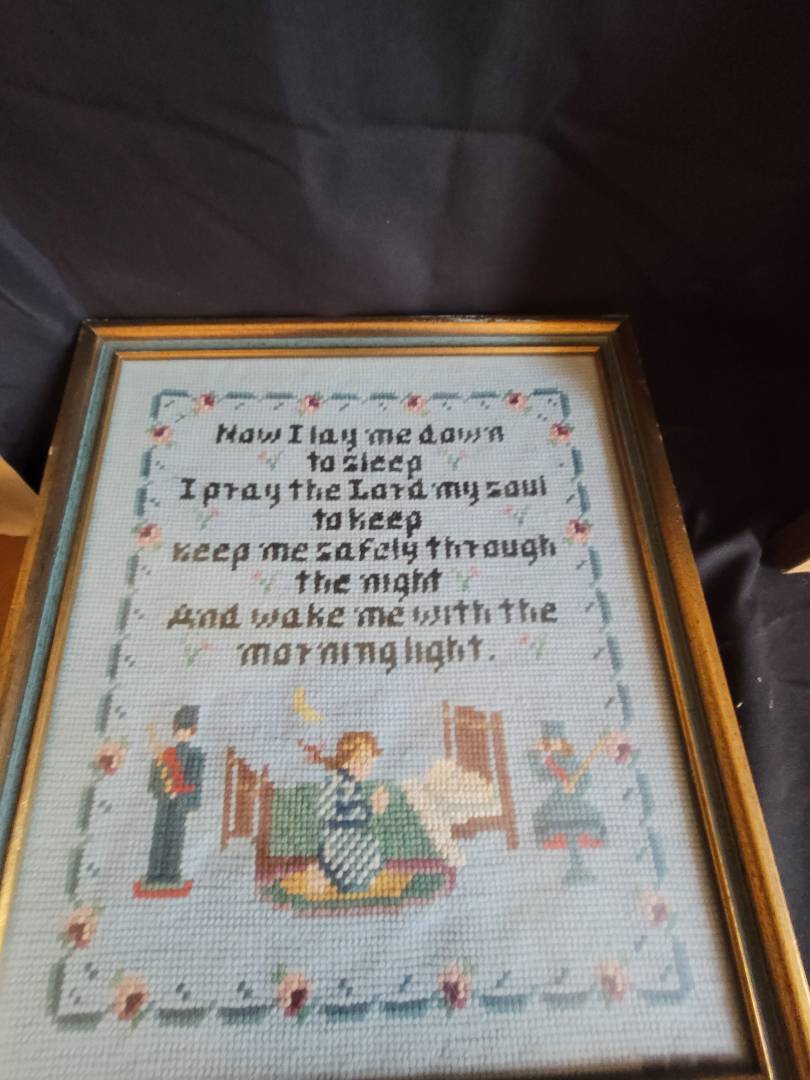 Now I lay me down
to sleep
I pray the Lord my soul
to keep
keep me safely through
the night
And wake me with the
morning light.